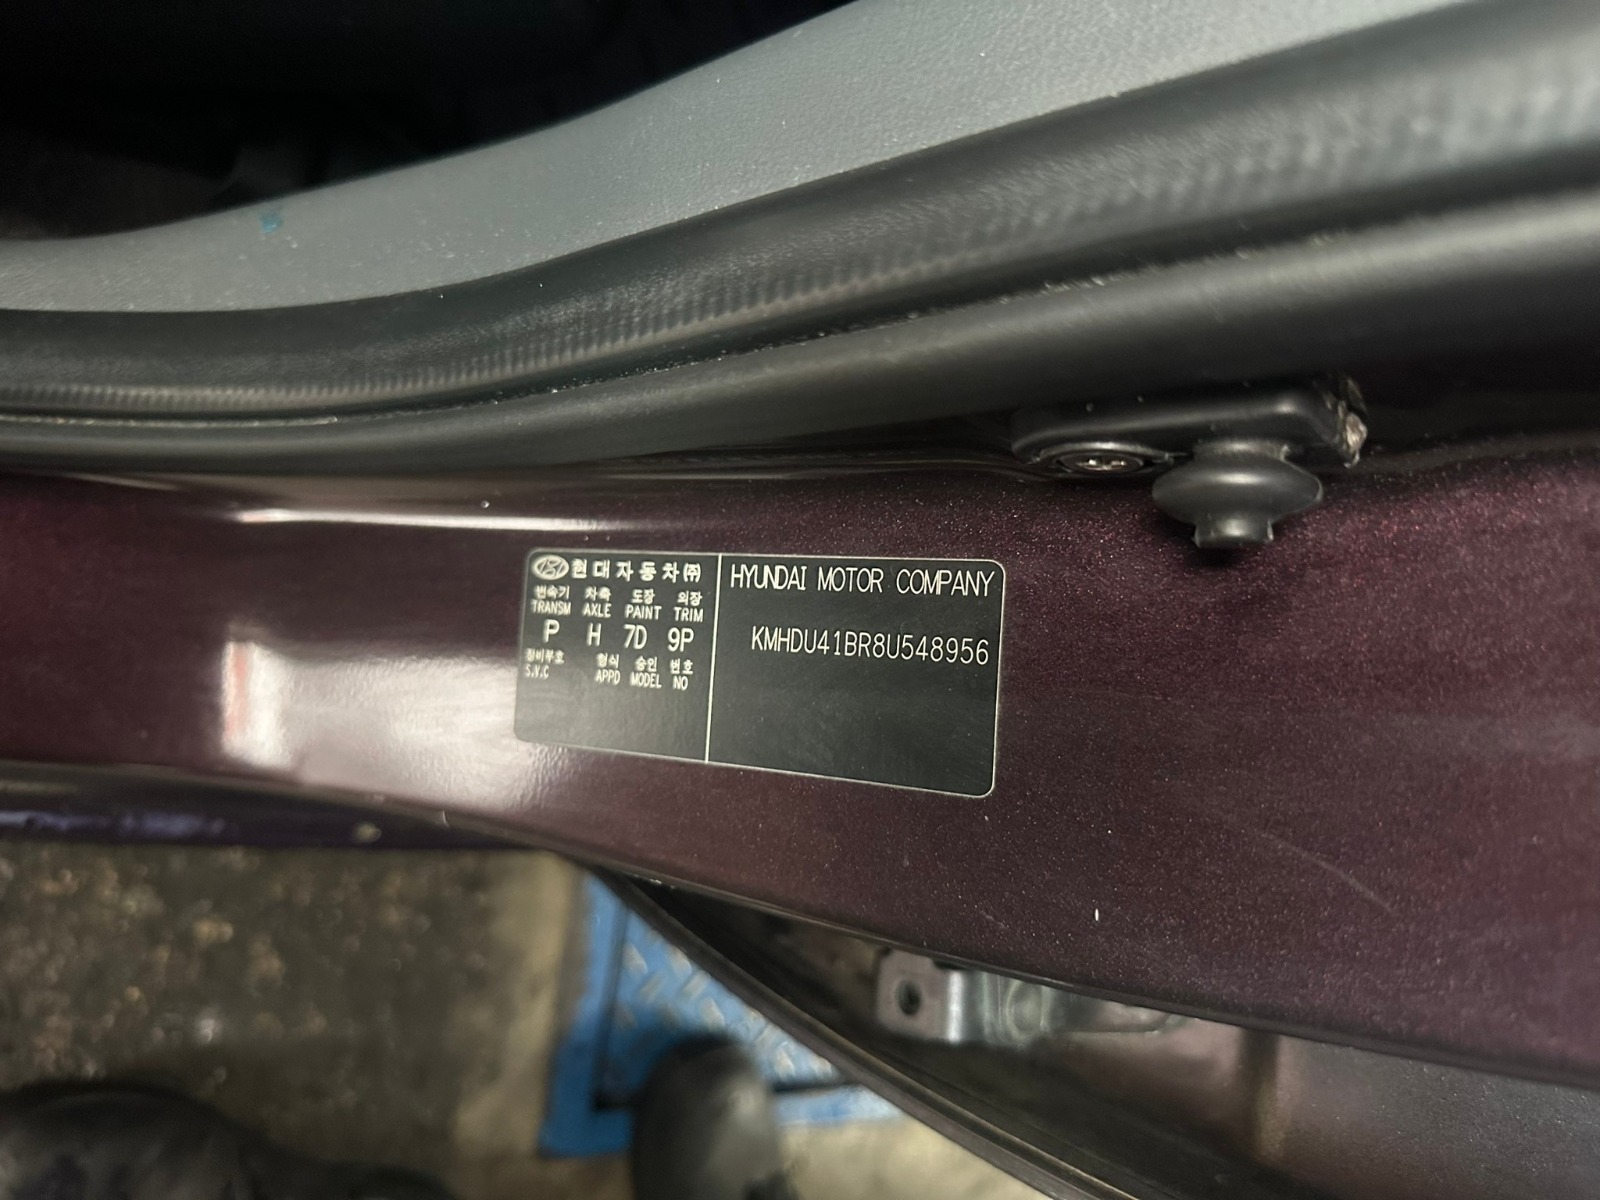 현대자동차㈜
변속기 차축 도장 의장
TRANSM AXLE PAINT TRIM
P H 7D 9P
장비부호 형식 승인 번호
S.V.C APPD MODEL NO
HYUNDAI MOTOR COMPANY
KMHDU41BR8U548956